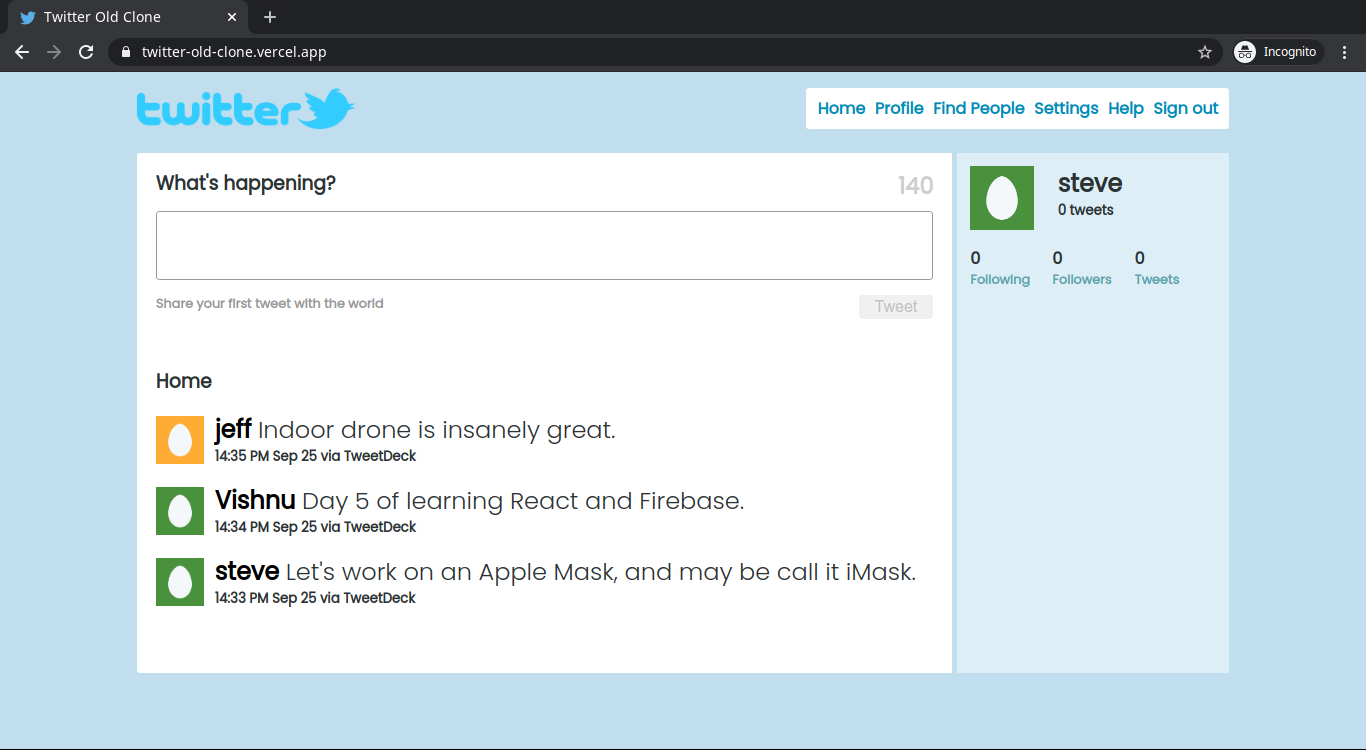 Twitter Old Clone
twitter-old-clone.vercel.app
Incognito
twitter
Home Profile Find People Settings Help Sign out
What's happening?
140
Share your first tweet with the world
Tweet
steve
0 tweets
0 0 0
Following Followers Tweets
Home
jeff Indoor drone is insanely great.
14:35 PM Sep 25 via TweetDeck
Vishnu Day 5 of learning React and Firebase.
14:34 PM Sep 25 via TweetDeck
steve Let's work on an Apple Mask, and may be call it iMask.
14:33 PM Sep 25 via TweetDeck